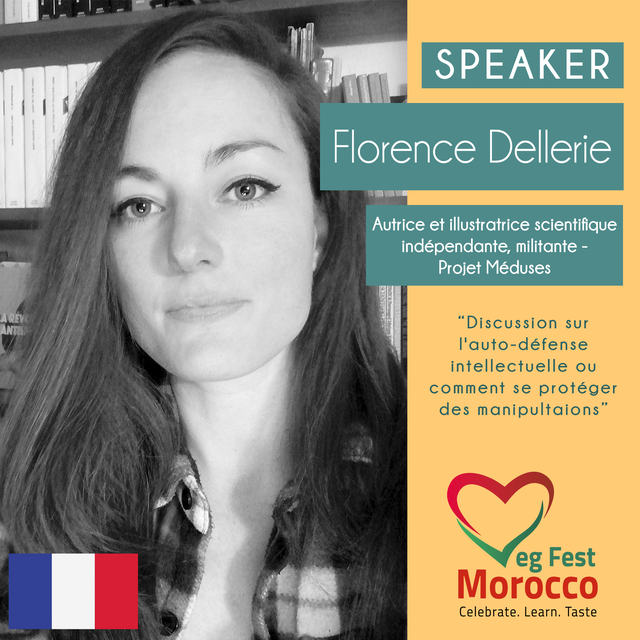 SPEAKER
Florence Dellerie
Autrice et illustratrice scientifique
indépendante, militante -
Projet Méduses
“Discussion sur
l'auto-défense
intellectuelle ou
comment se protéger
des manipultaions”
eg Fest
Morocco
Celebrate. Learn. Taste